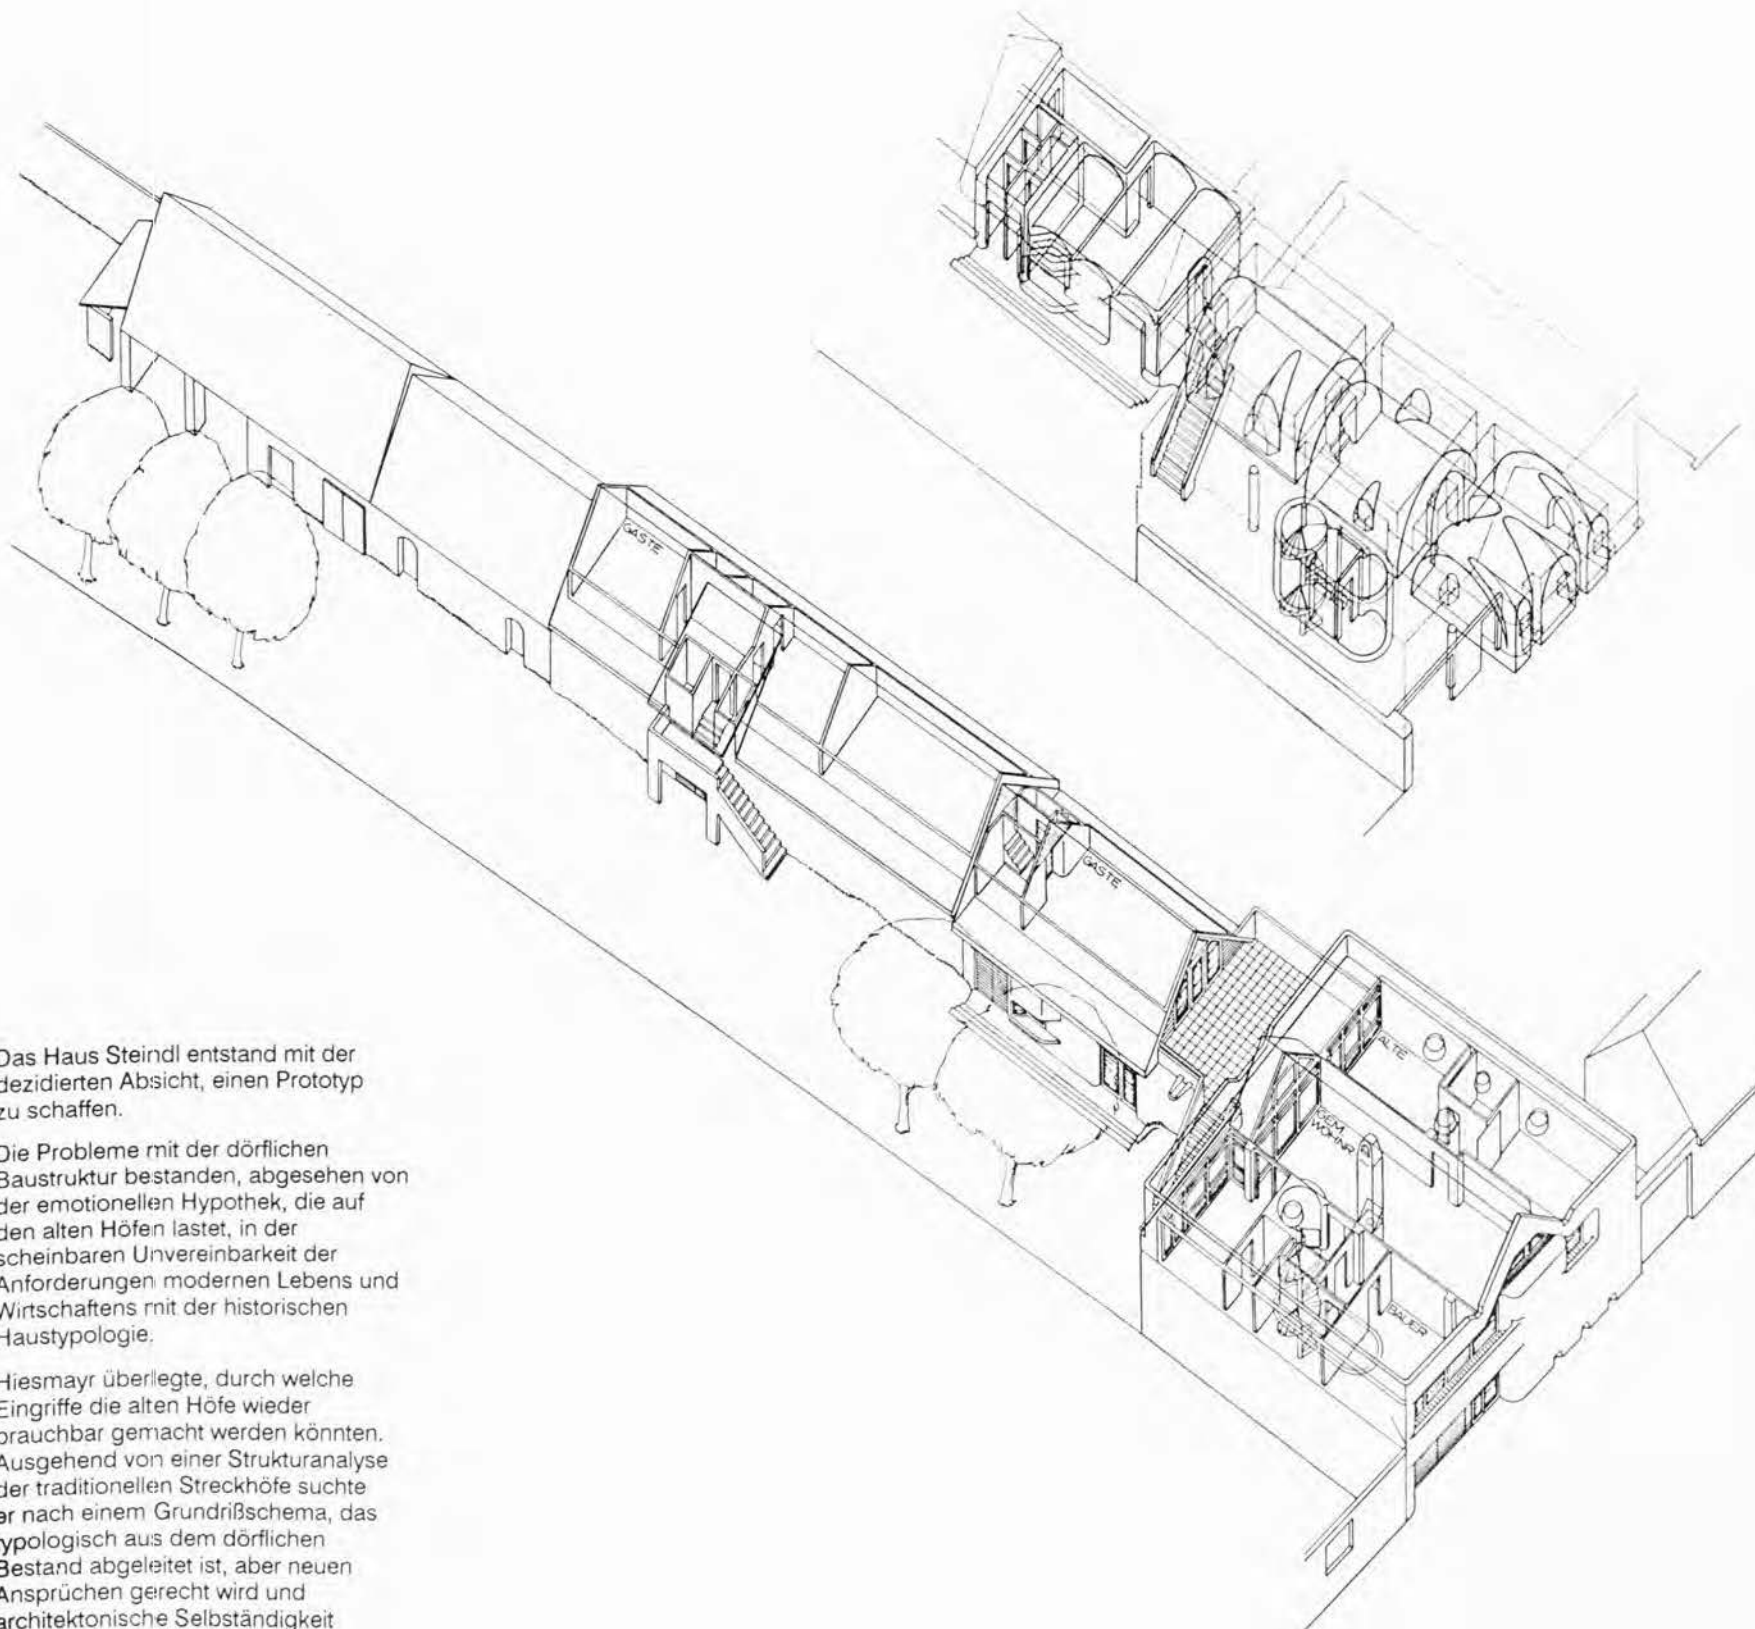 GÄSTE
GÄSTE
ALTE
GEM.
WOHNR
BAUER
Das Haus Steindl entstand mit der
dezidierten Absicht, einen Prototyp
zu schaffen.
Die Probleme mit der dörflichen
Baustruktur bestanden, abgesehen von
der emotionellen Hypothek, die auf
den alten Höfen lastet, in der
scheinbaren Unvereinbarkeit der
Anforderungen modernen Lebens und
Wirtschaftens mit der historischen
Haustypologie.
Hiesmayr überlegte, durch welche
Eingriffe die alten Höfe wieder
brauchbar gemacht werden könnten.
Ausgehend von einer Strukturanalyse
der traditionellen Streckhöfe suchte
er nach einem Grundrißschema, das
typologisch aus dem dörflichen
Bestand abgeleitet ist, aber neuen
Ansprüchen gerecht wird und
architektonische Selbständigkeit